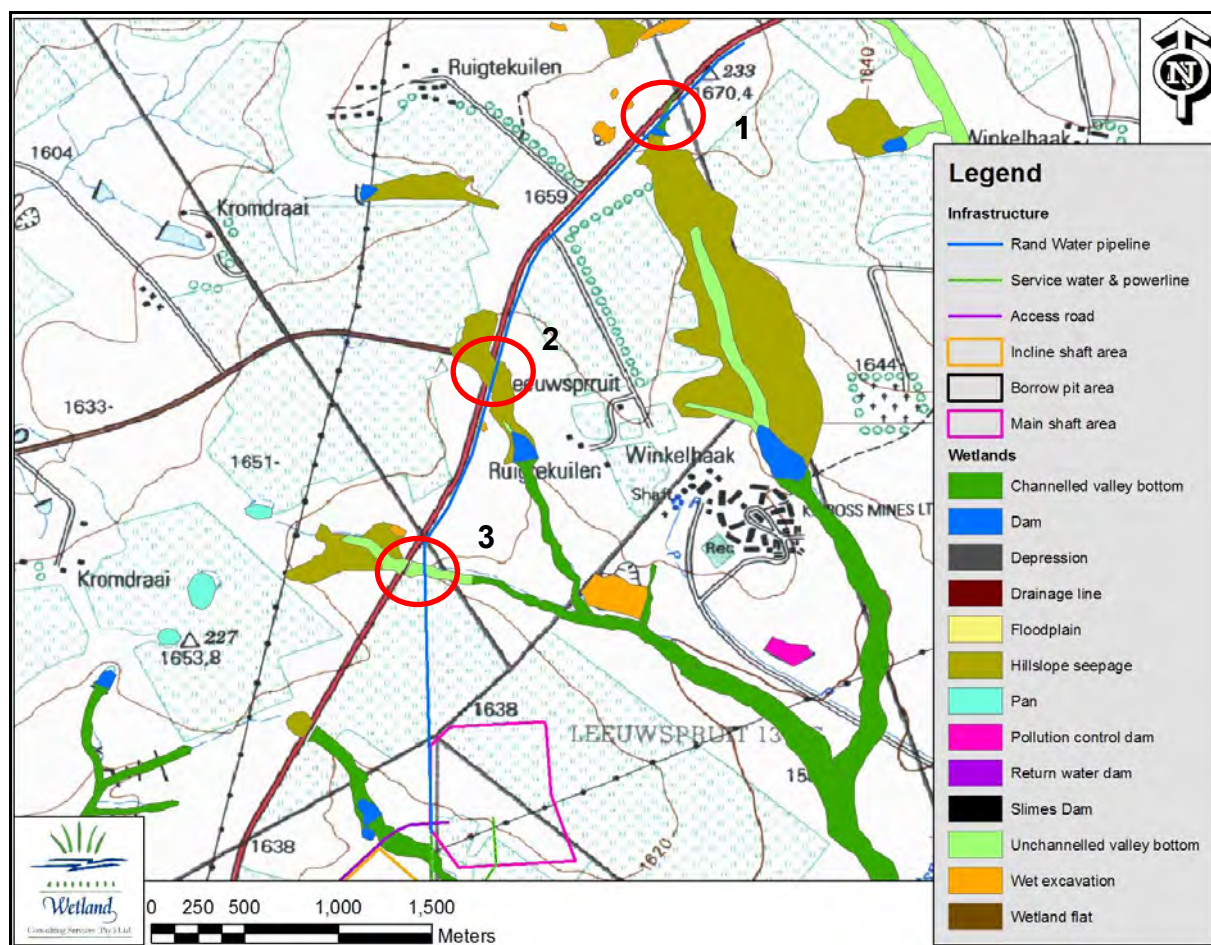 Ruigtekuilen
233
1670,4
1
1640
Winkelhaak
N
1604
Kromdraai
1659
2
Leeuwspruit
1644
1633-
1651-
Ruigtekuilen
Winkelhaak
Shaft
Rec
3
Kromdraai
227
1653,8
1638
LEEUWSPRUIT 13
1638
1620
Legend
Infrastructure
Rand Water pipeline
Service water & powerline
Access road
Incline shaft area
Borrow pit area
Main shaft area
Wetlands
Channelled valley bottom
Dam
Depression
Drainage line
Floodplain
Hillslope seepage
Pan
Pollution control dam
Return water dam
Slimes Dam
Unchannelled valley bottom
Wet excavation
Wetland flat
Wetland
Consulting Services (Pty) Ltd
0 250 500 1,000 1,500
Meters